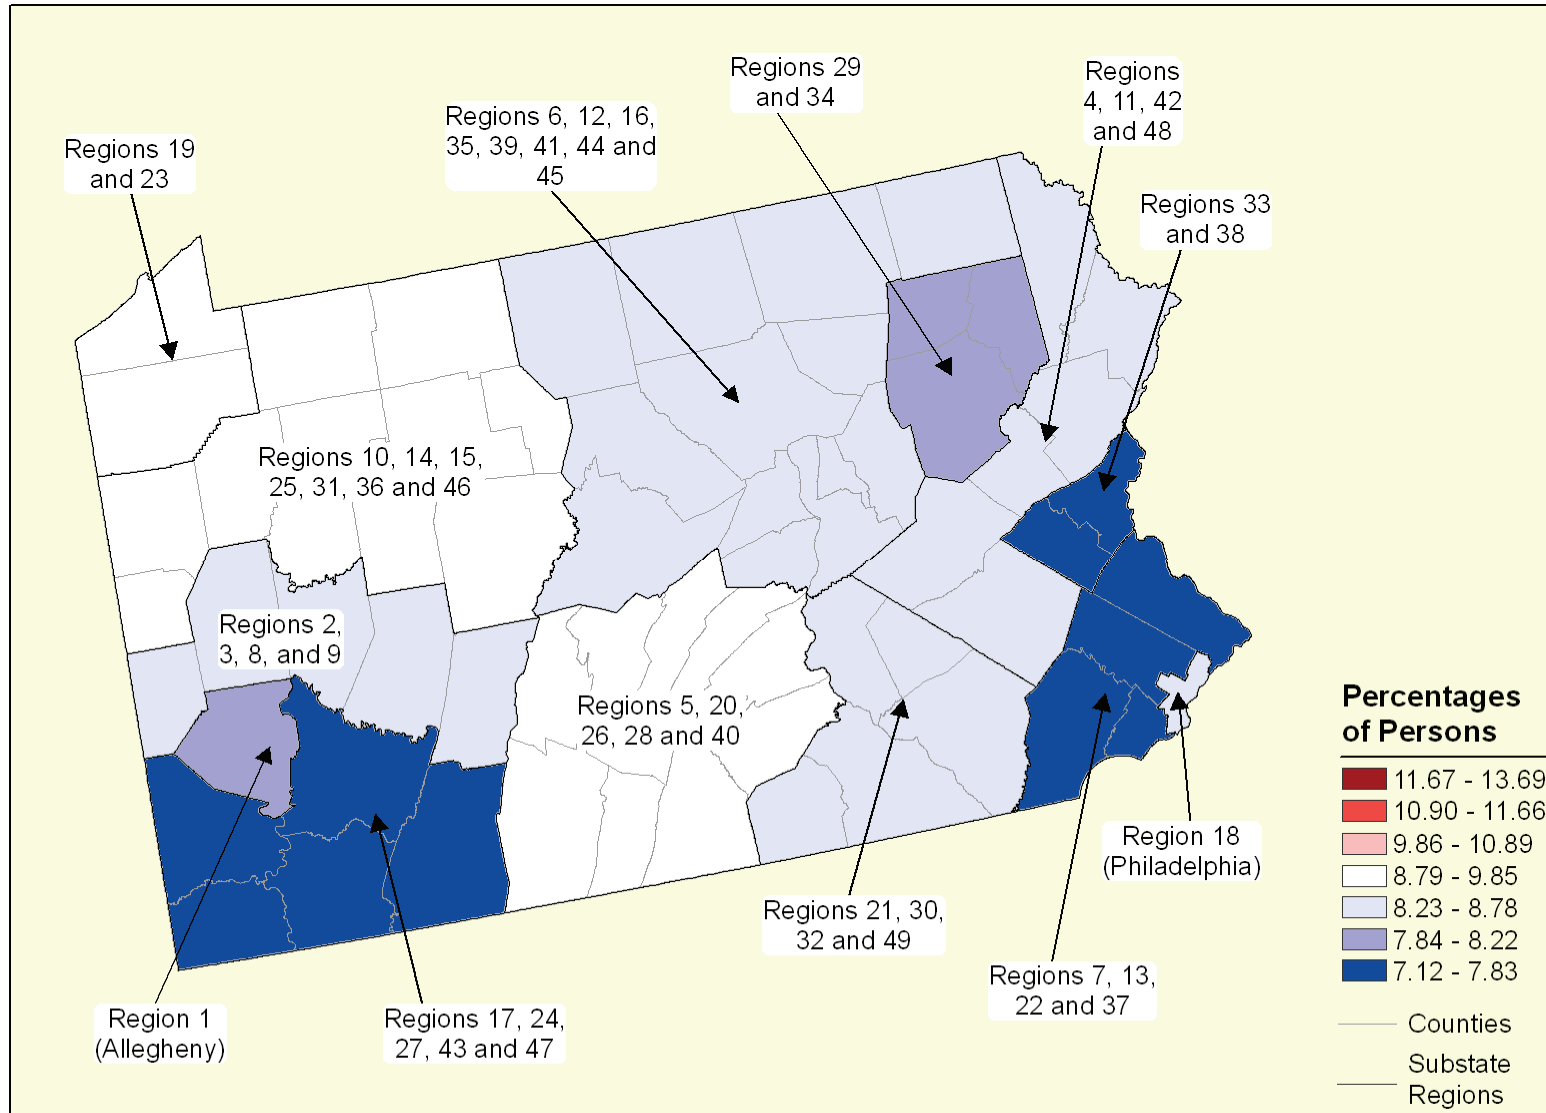 Regions 29
and 34
Regions
4, 11, 42
and 48
Regions 6, 12, 16,
35, 39, 41, 44 and
45
Regions 19
and 23
Regions 33
and 38
Regions 10, 14, 15,
25, 31, 36 and 46
Regions 2,
3, 8, and 9
Regions 5, 20,
26, 28 and 40
Region 18
(Philadelphia)
Regions 21, 30,
32 and 49
Regions 7, 13,
22 and 37
Region 1
(Allegheny)
Regions 17, 24,
27, 43 and 47
Percentages
of Persons
11.67 - 13.69
10.90 - 11.66
9.86 - 10.89
8.79 - 9.85
8.23 - 8.78
7.84 - 8.22
7.12 - 7.83
Counties
Substate
Regions